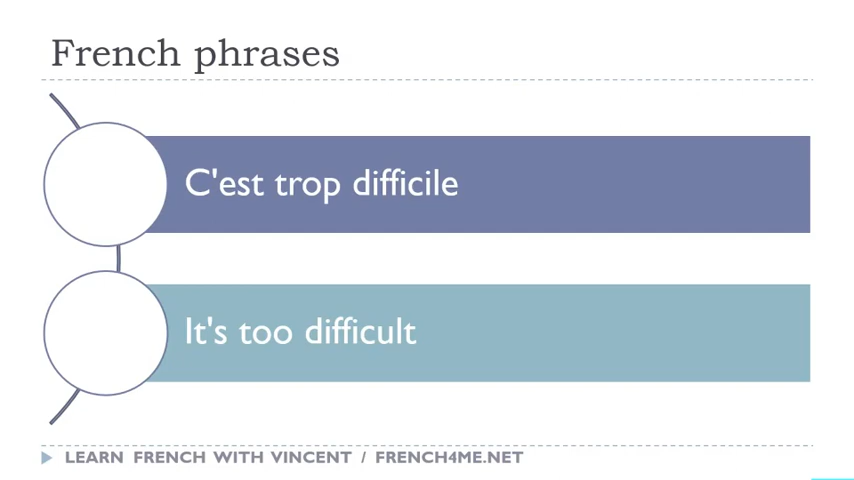 French phrases
C'est trop difficile
It's too difficult
LEARN FRENCH WITH VINCENT / FRENCH4ME.NET